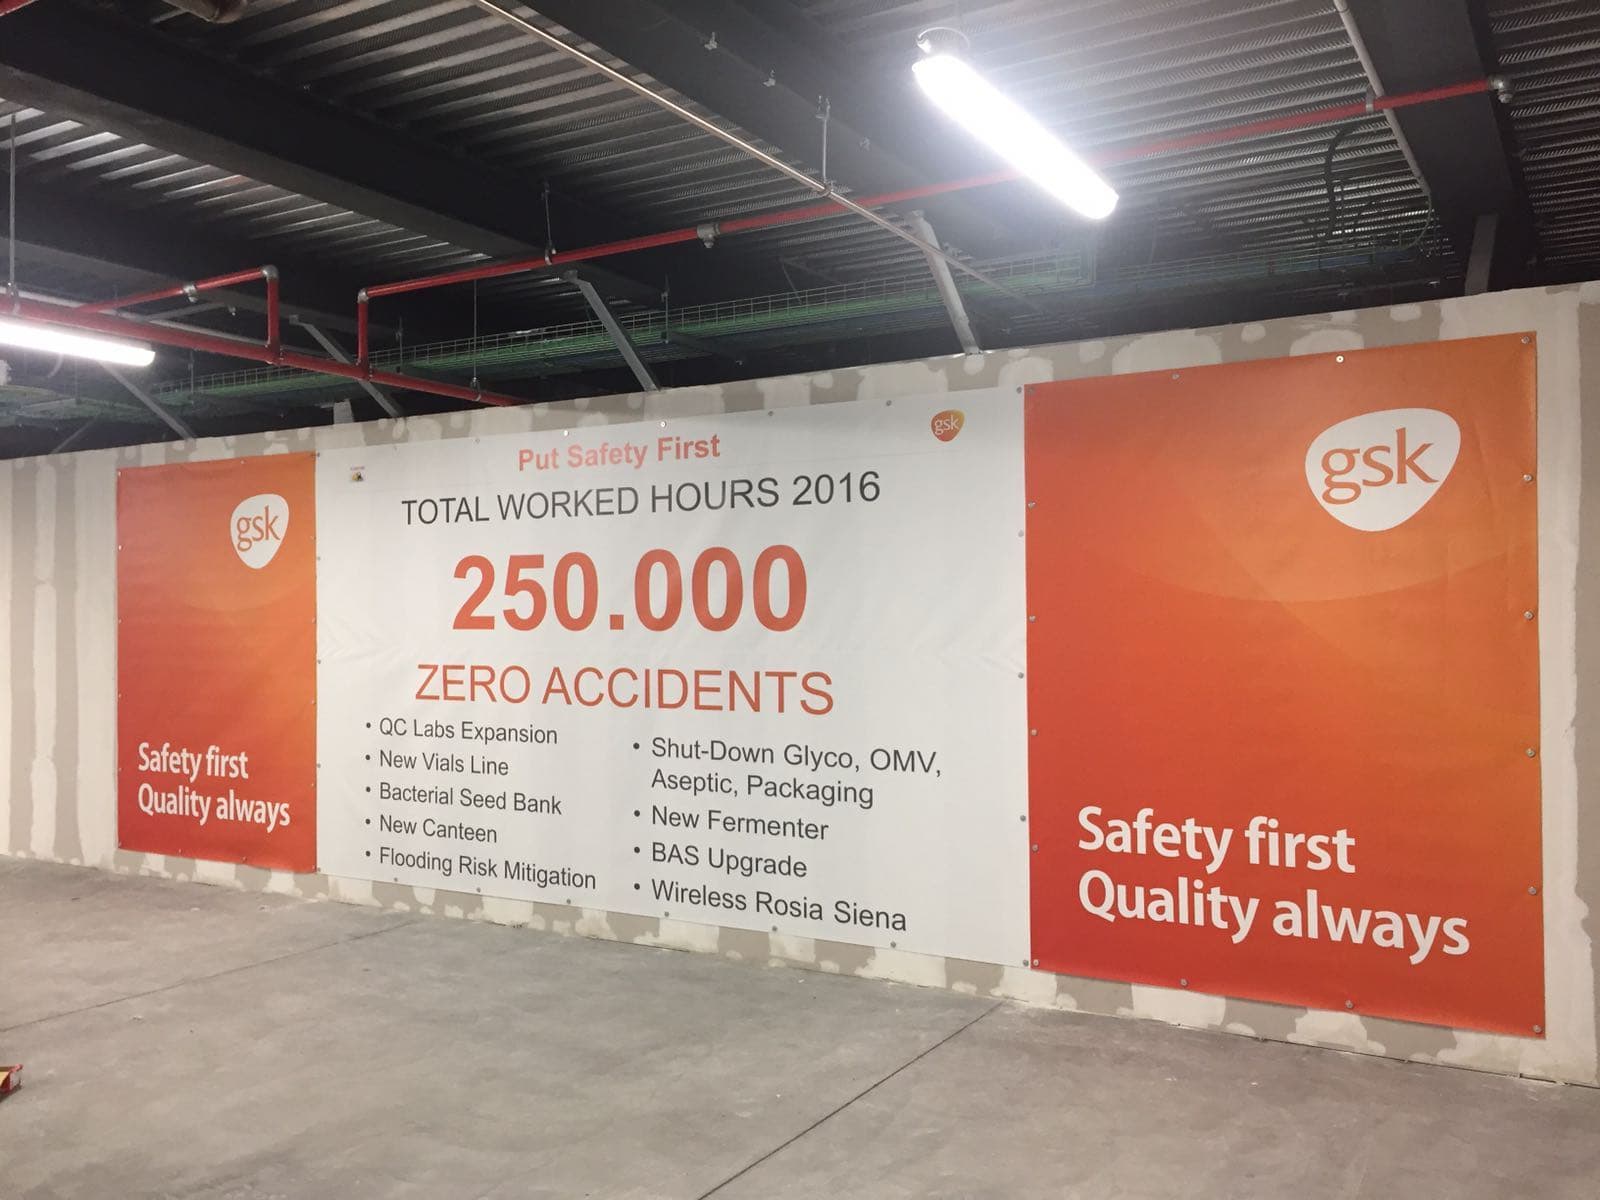 gsk
Safety first
Quality always
Put Safety First
gsk
TOTAL WORKED HOURS 2016
250.000
ZERO ACCIDENTS
• QC Labs Expansion
• New Vials Line
• Bacterial Seed Bank
• New Canteen
• Flooding Risk Mitigation
• Shut-Down Glyco, OMV,
Aseptic, Packaging
• New Fermenter
• BAS Upgrade
• Wireless Rosia Siena
gsk
Safety first
Quality always